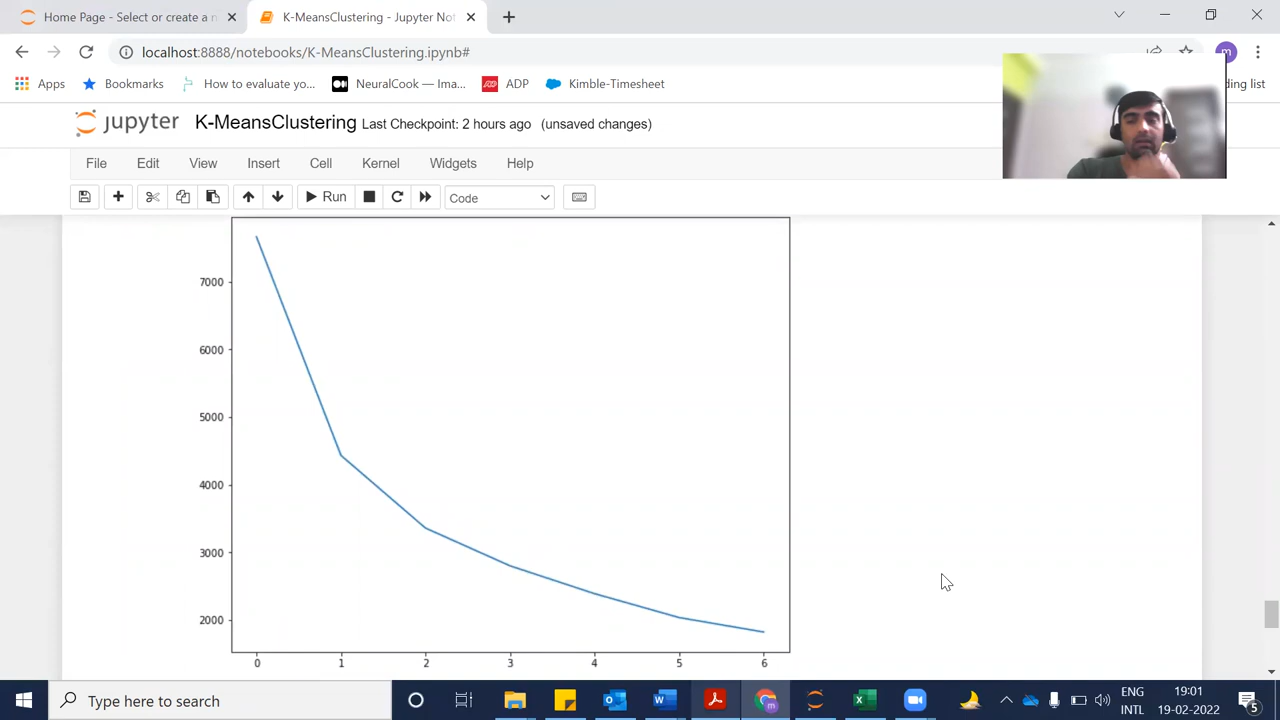 Home Page - Select or create a n
K-MeansClustering - Jupyter Not
localhost:8888/notebooks/K-MeansClustering.ipynb#
m
Apps
Bookmarks
How to evaluate yo...
NeuralCook — Ima...
ADP
Kimble-Timesheet
ding list
jupyter K-MeansClustering Last Checkpoint: 2 hours ago (unsaved changes)
File Edit View Insert Cell Kernel Widgets Help
Run Code
7000
6000
5000
4000
3000
2000
0 1 2 3 4 5 6
Type here to search
ENG
INTL
19:01
19-02-2022
5